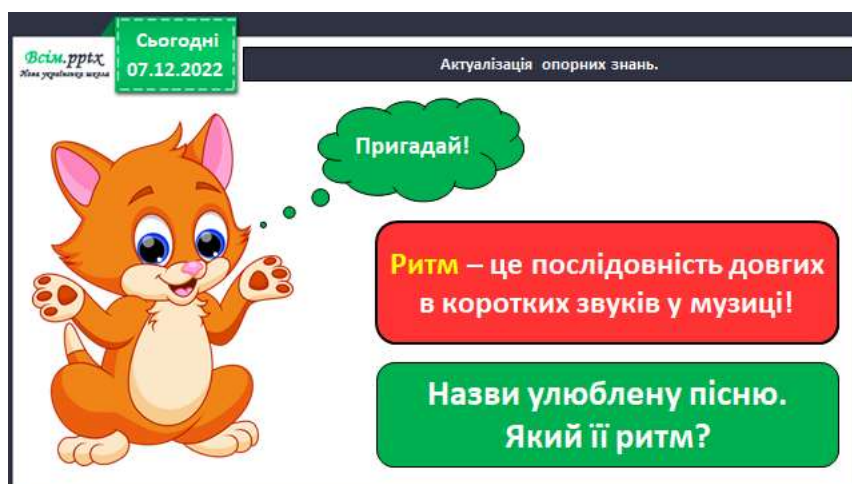 Всім.pptx
Нова українська школа
Сьогодні
07.12.2022
Актуалізація опорних знань.
Пригадай!
Ритм – це послідовність довгих
в коротких звуків у музиці!
Назви улюблену пісню.
Який її ритм?